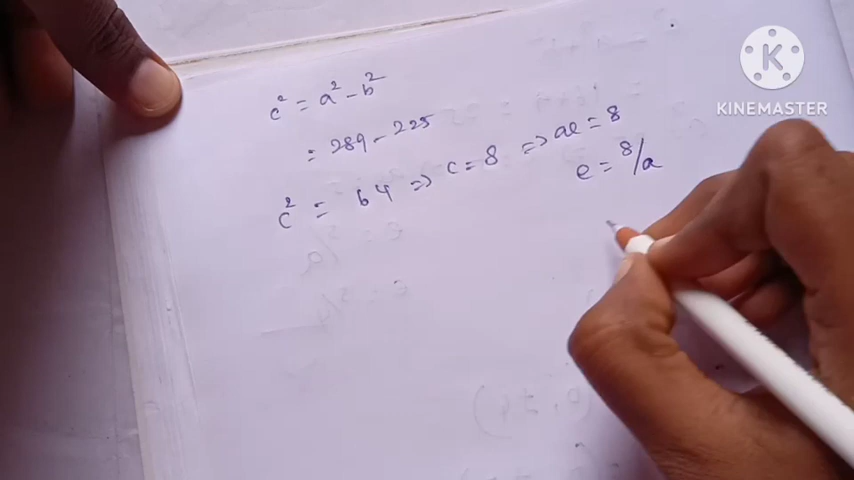 c² = a² - b²
= 289 - 225
c² = 64 => c = 8 => ae = 8
e = 8/a
KINEMASTER